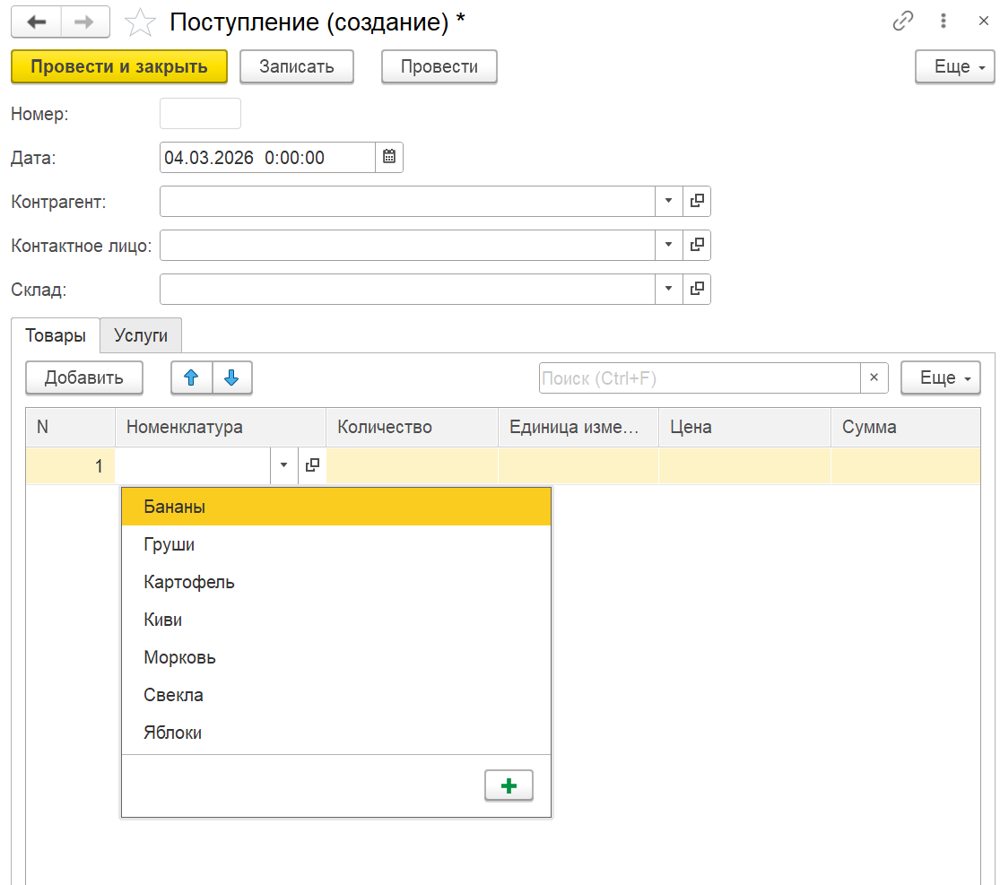 Поступление (создание) *
Провести и закрыть Записать Провести Еще
Номер:
Дата: 04.03.2026 0:00:00
Контрагент:
Контактное лицо:
Склад:
Товары Услуги
Добавить Поиск (Ctrl+F) × Еще
N Номенклатура Количество Единица изме... Цена Сумма
1
Бананы
Груши
Картофель
Киви
Морковь
Свекла
Яблоки